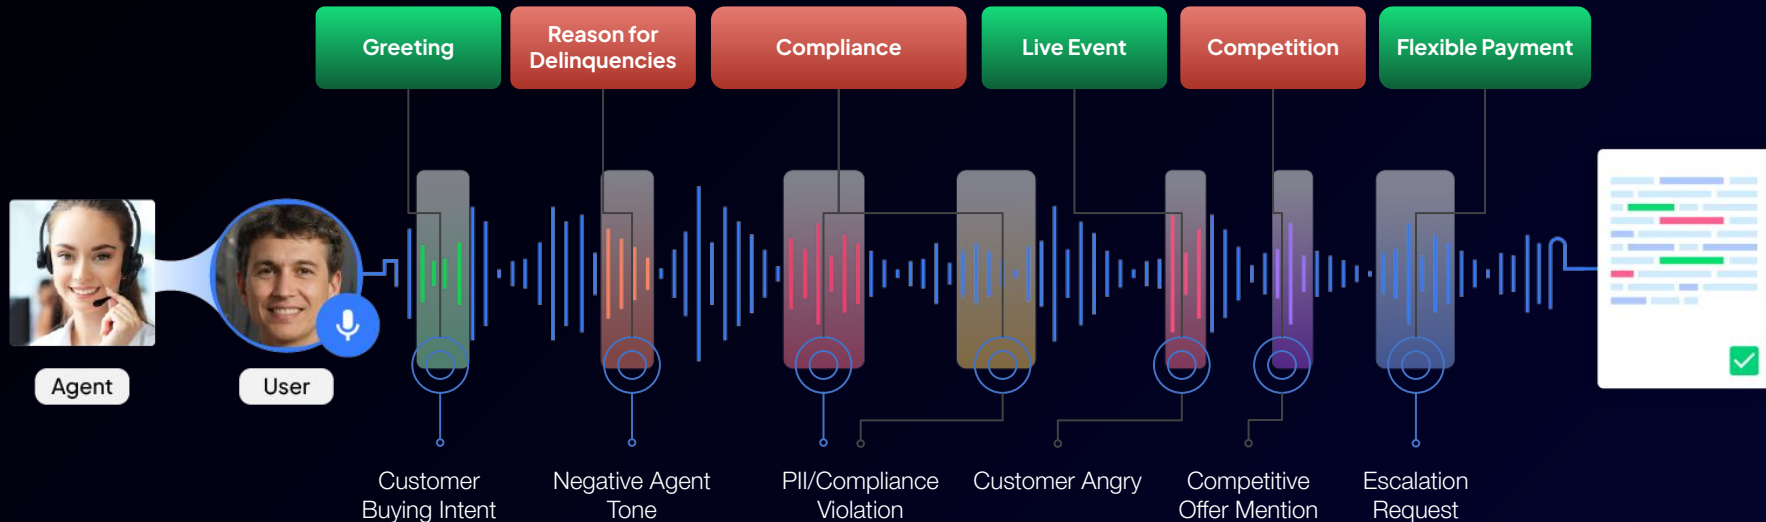 Greeting
Reason for
Delinquencies
Compliance
Live Event
Competition
Flexible Payment
Agent
User
Customer
Buying Intent
Negative Agent
Tone
PII/Compliance
Violation
Customer Angry
Competitive
Offer Mention
Escalation
Request